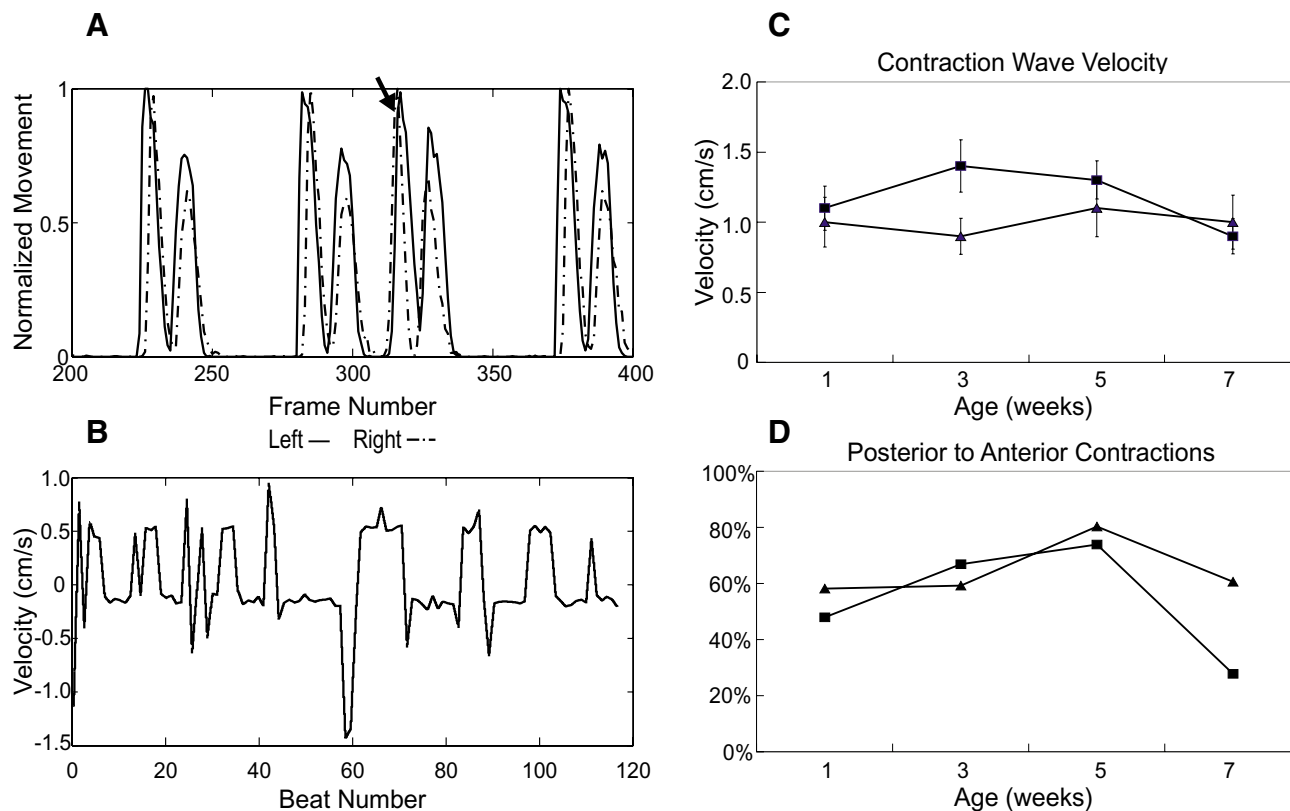 A
Normalized Movement
1
0.5
0
200 250 300 350 400
Frame Number
Left Right
B
Velocity (cm/s)
1.0
0.5
0
-0.5
-1.0
-1.5
0 20 40 60 80 100 120
Beat Number
C
Contraction Wave Velocity
Velocity (cm/s)
2.0
1.5
1.0
0.5
0
1 3 5 7
Age (weeks)
D
Posterior to Anterior Contractions
100%
80%
60%
40%
20%
0%
1 3 5 7
Age (weeks)